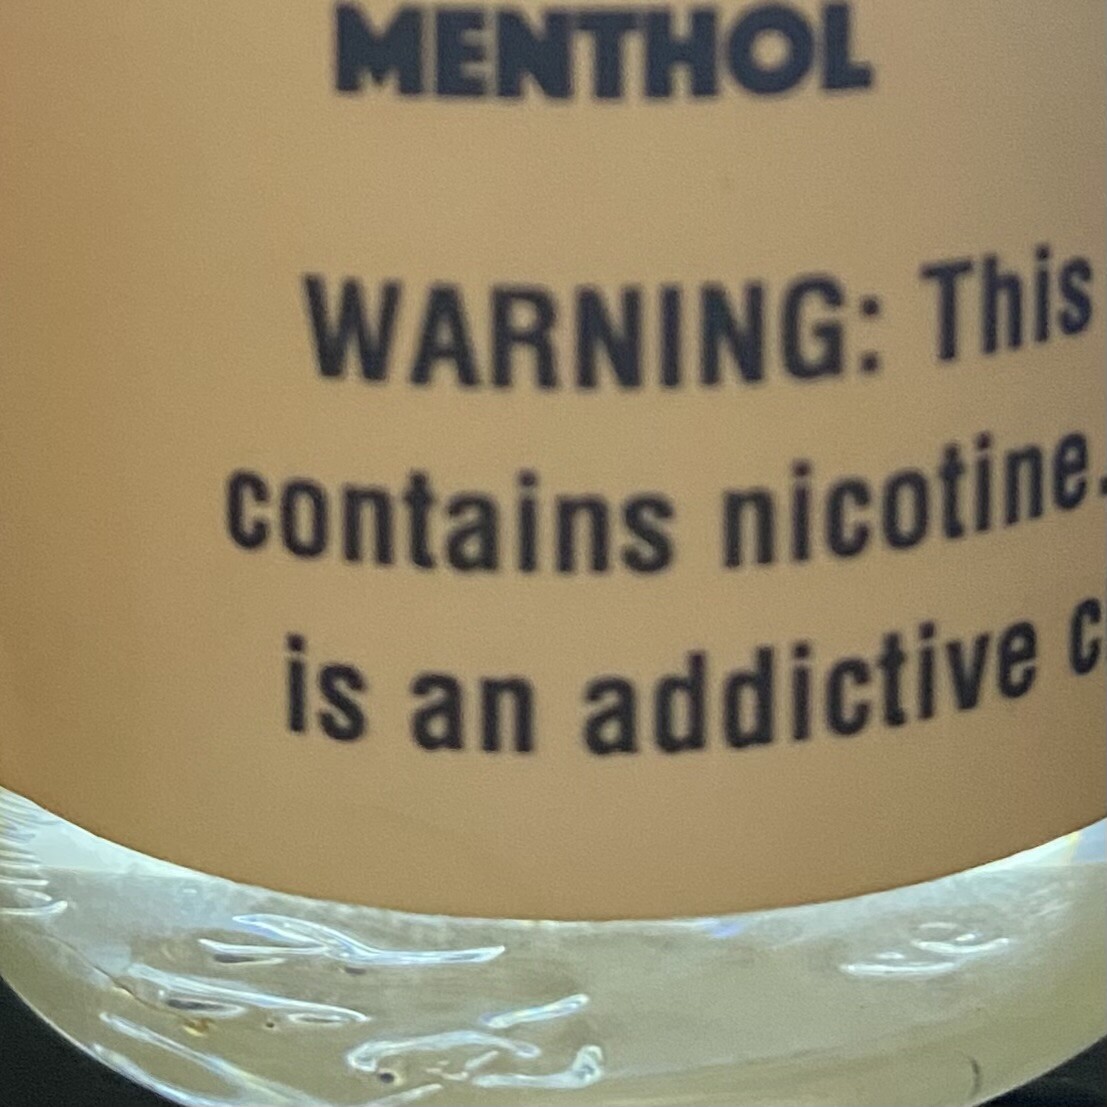 MENTHOL
WARNING: This
contains nicotine.
is an addictive